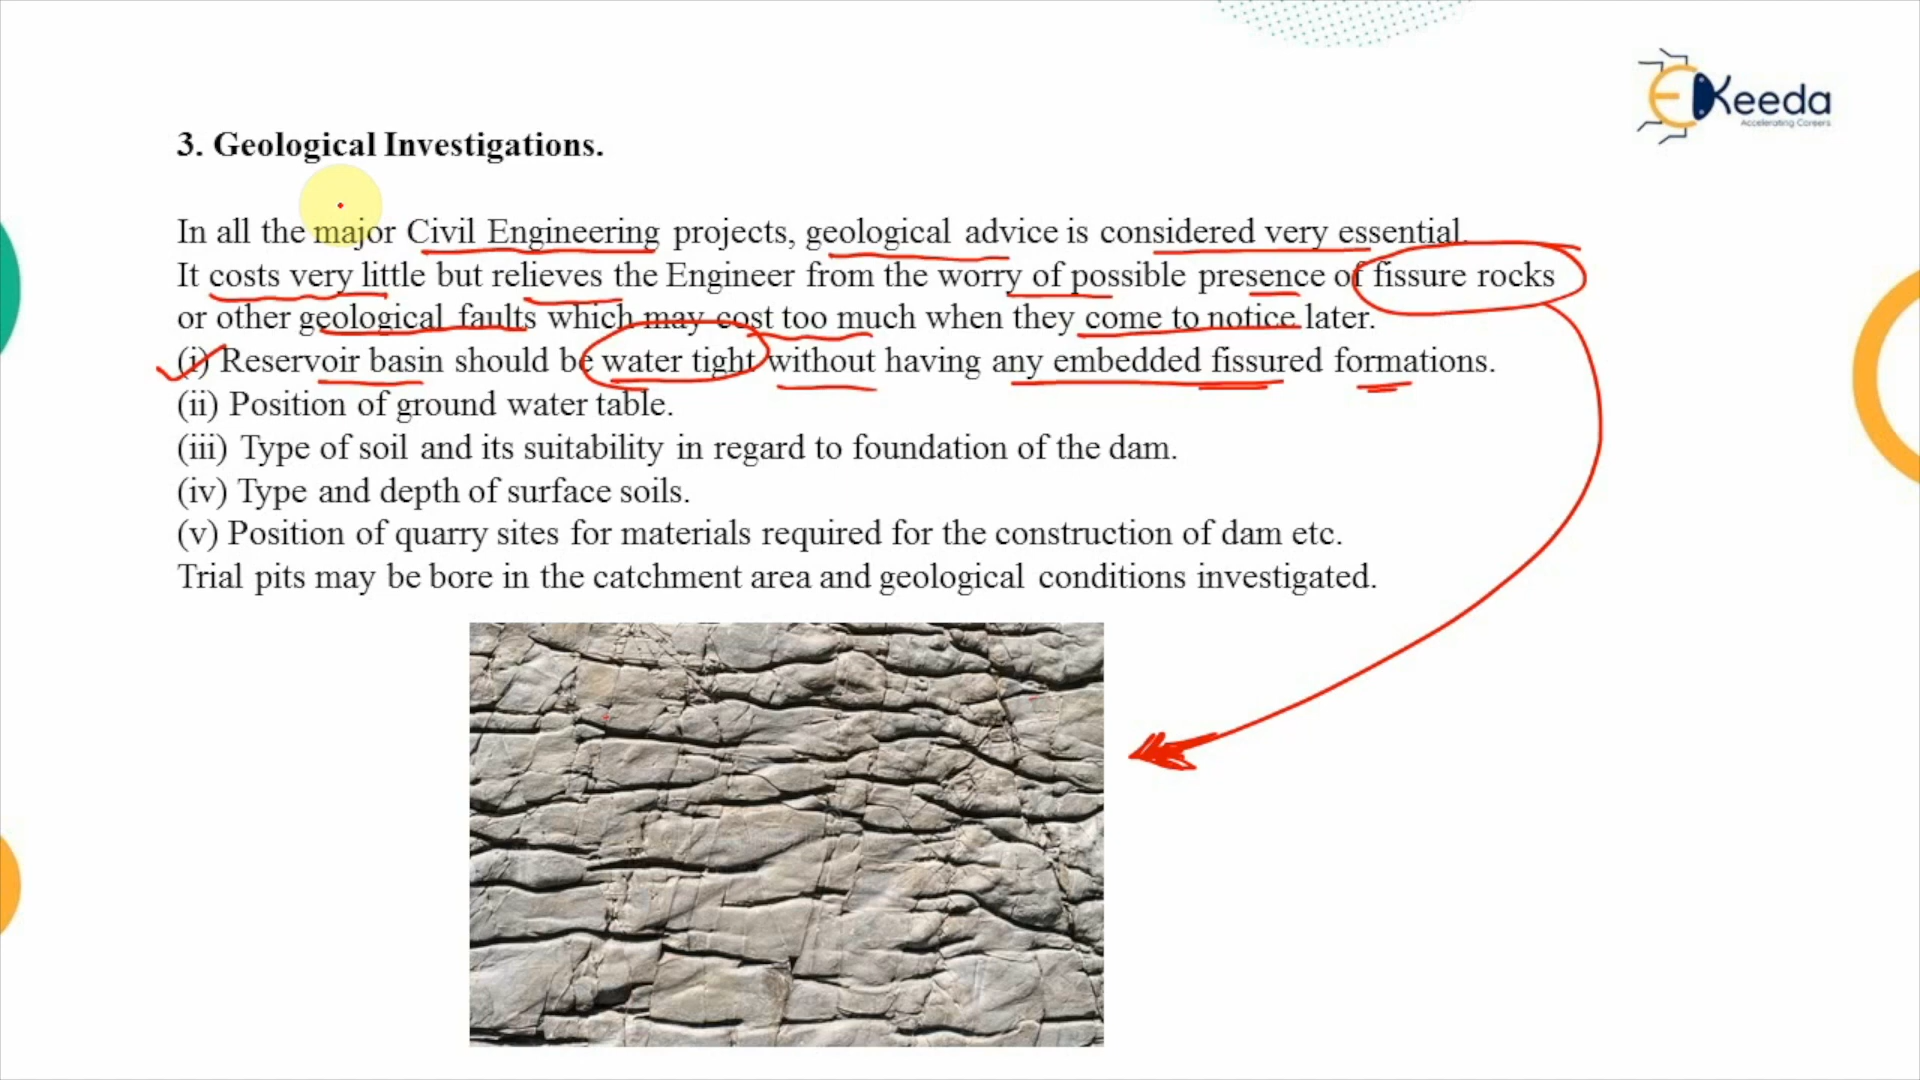 Keeda
Accelerating Careers
3. Geological Investigations.
In all the major Civil Engineering projects, geological advice is considered very essential.
It costs very little but relieves the Engineer from the worry of possible presence of fissure rocks
or other geological faults which may cost too much when they come to notice later.
(i) Reservoir basin should be water tight without having any embedded fissured formations.
(ii) Position of ground water table.
(iii) Type of soil and its suitability in regard to foundation of the dam.
(iv) Type and depth of surface soils.
(v) Position of quarry sites for materials required for the construction of dam etc.
Trial pits may be bore in the catchment area and geological conditions investigated.